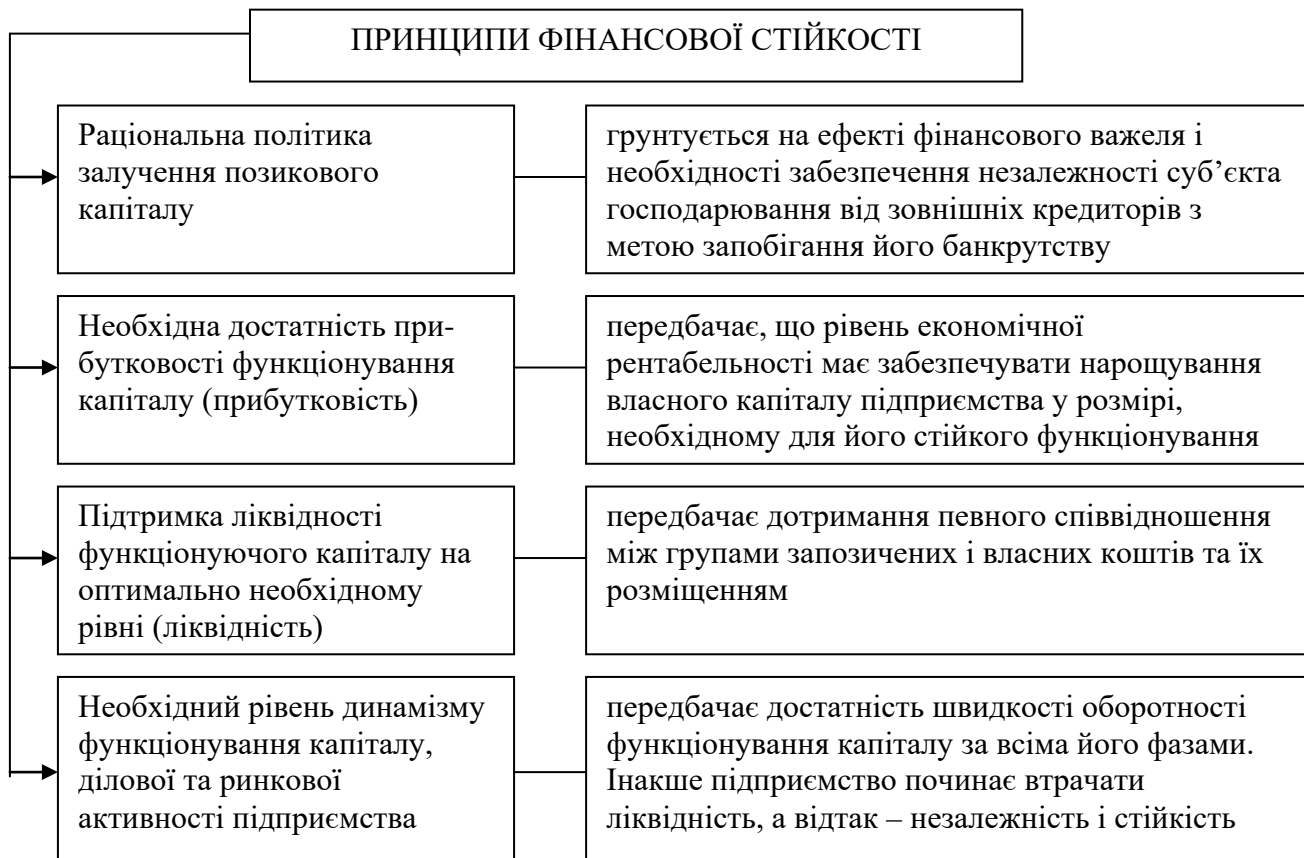 ПРИНЦИПИ ФІНАНСОВОЇ СТІЙКОСТІ
Раціональна політика
залучення позикового
капіталу
грунтується на ефекті фінансового важеля і
необхідності забезпечення незалежності суб’єкта
господарювання від зовнішніх кредиторів з
метою запобігання його банкрутству
Необхідна достатність при-
бутковості функціонування
капіталу (прибутковість)
передбачає, що рівень економічної
рентабельності має забезпечувати нарощування
власного капіталу підприємства у розмірі,
необхідному для його стійкого функціонування
Підтримка ліквідності
функціонуючого капіталу на
оптимально необхідному
рівні (ліквідність)
передбачає дотримання певного співвідношення
між групами запозичених і власних коштів та їх
розміщенням
Необхідний рівень динамізму
функціонування капіталу,
ділової та ринкової
активності підприємства
передбачає достатність швидкості оборотності
функціонування капіталу за всіма його фазами.
Інакше підприємство починає втрачати
ліквідність, а відтак – незалежність і стійкість